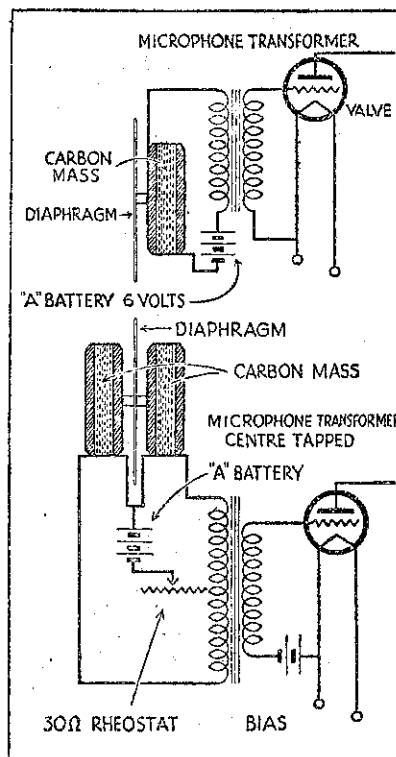 MICROPHONE TRANSFORMER
VALVE
CARBON
MASS
DIAPHRAGM
"A" BATTERY 6 VOLTS
DIAPHRAGM
CARBON MASS
MICROPHONE TRANSFORMER
CENTRE TAPPED
"A" BATTERY
30Ω RHEOSTAT
BIAS